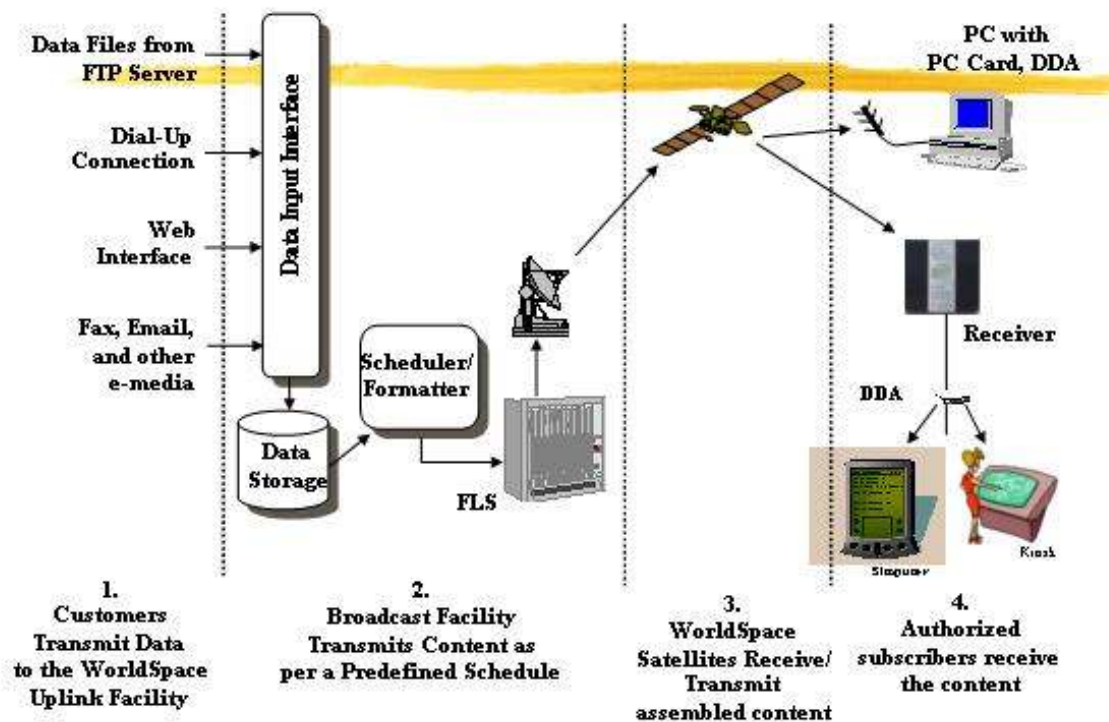 Data Files from
FTP Server
Dial-Up
Connection
Web
Interface
Fax, Email,
and other
e-media
Data Input Interface
Data
Storage
Scheduler/
Formatter
FLS
PC with
PC Card, DDA
Receiver
DDA
Simputer
Kiosk
1.
Customers
Transmit Data
to the WorldSpace
Uplink Facility
2.
Broadcast Facility
Transmits Content as
per a Predefined Schedule
3.
WorldSpace
Satellites Receive/
Transmit
assembled content
4.
Authorized
subscribers receive
the content